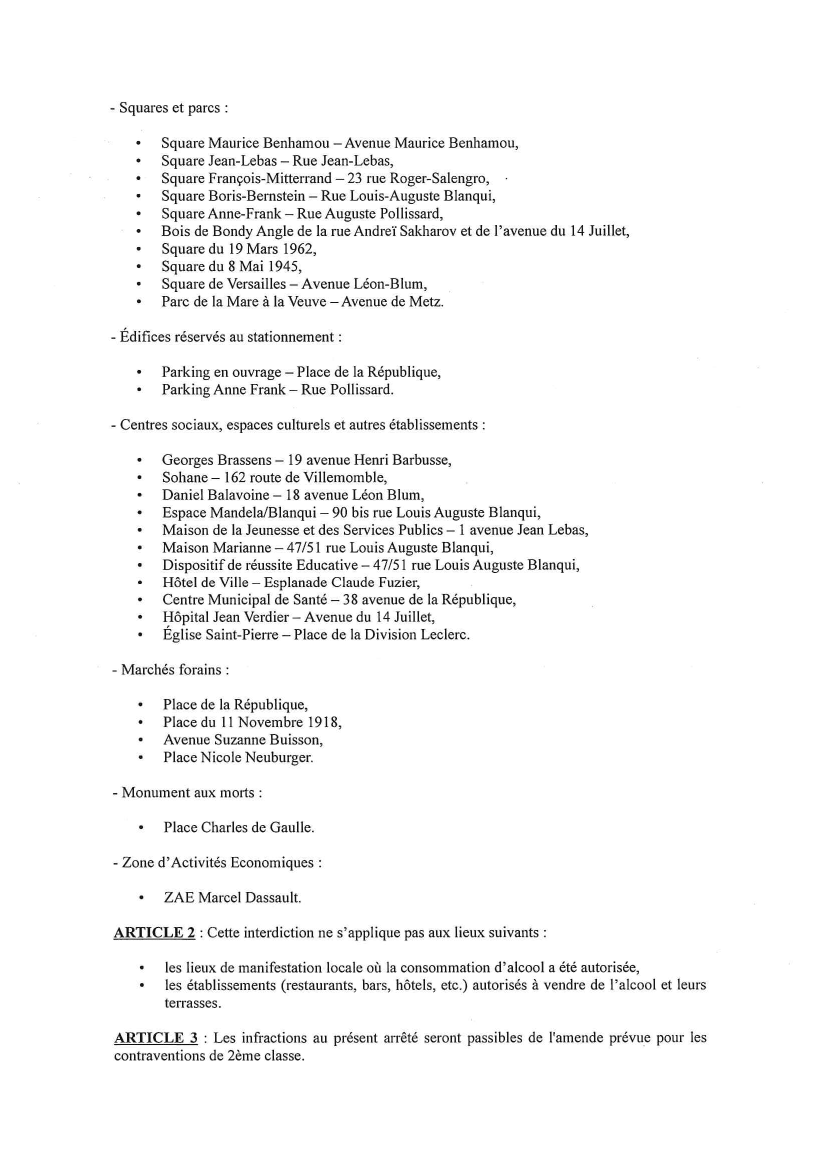 - Squares et parcs :
• Square Maurice Benhamou – Avenue Maurice Benhamou,
• Square Jean-Lebas – Rue Jean-Lebas,
• Square François-Mitterrand – 23 rue Roger-Salengro,
• Square Boris-Bernstein – Rue Louis-Auguste Blanqui,
• Square Anne-Frank – Rue Auguste Pollissard,
• Bois de Bondy Angle de la rue Andreï Sakharov et de l’avenue du 14 Juillet,
• Square du 19 Mars 1962,
• Square du 8 Mai 1945,
• Square de Versailles – Avenue Léon-Blum,
• Parc de la Mare à la Veuve – Avenue de Metz.
- Édifices réservés au stationnement :
• Parking en ouvrage – Place de la République,
• Parking Anne Frank – Rue Pollissard.
- Centres sociaux, espaces culturels et autres établissements :
• Georges Brassens – 19 avenue Henri Barbusse,
• Sohane – 162 route de Villemomble,
• Daniel Balavoine – 18 avenue Léon Blum,
• Espace Mandela/Blanqui – 90 bis rue Louis Auguste Blanqui,
• Maison de la Jeunesse et des Services Publics – 1 avenue Jean Lebas,
• Maison Marianne – 47/51 rue Louis Auguste Blanqui,
• Dispositif de réussite Educative – 47/51 rue Louis Auguste Blanqui,
• Hôtel de Ville – Esplanade Claude Fuzier,
• Centre Municipal de Santé – 38 avenue de la République,
• Hôpital Jean Verdier – Avenue du 14 Juillet,
• Église Saint-Pierre – Place de la Division Leclerc.
- Marchés forains :
• Place de la République,
• Place du 11 Novembre 1918,
• Avenue Suzanne Buisson,
• Place Nicole Neuburger.
- Monument aux morts :
• Place Charles de Gaulle.
- Zone d’Activités Economiques :
• ZAE Marcel Dassault.
ARTICLE 2 : Cette interdiction ne s’applique pas aux lieux suivants :
• les lieux de manifestation locale où la consommation d’alcool a été autorisée,
• les établissements (restaurants, bars, hôtels, etc.) autorisés à vendre de l’alcool et leurs
terrasses.
ARTICLE 3 : Les infractions au présent arrêté seront passibles de l'amende prévue pour les
contraventions de 2ème classe.